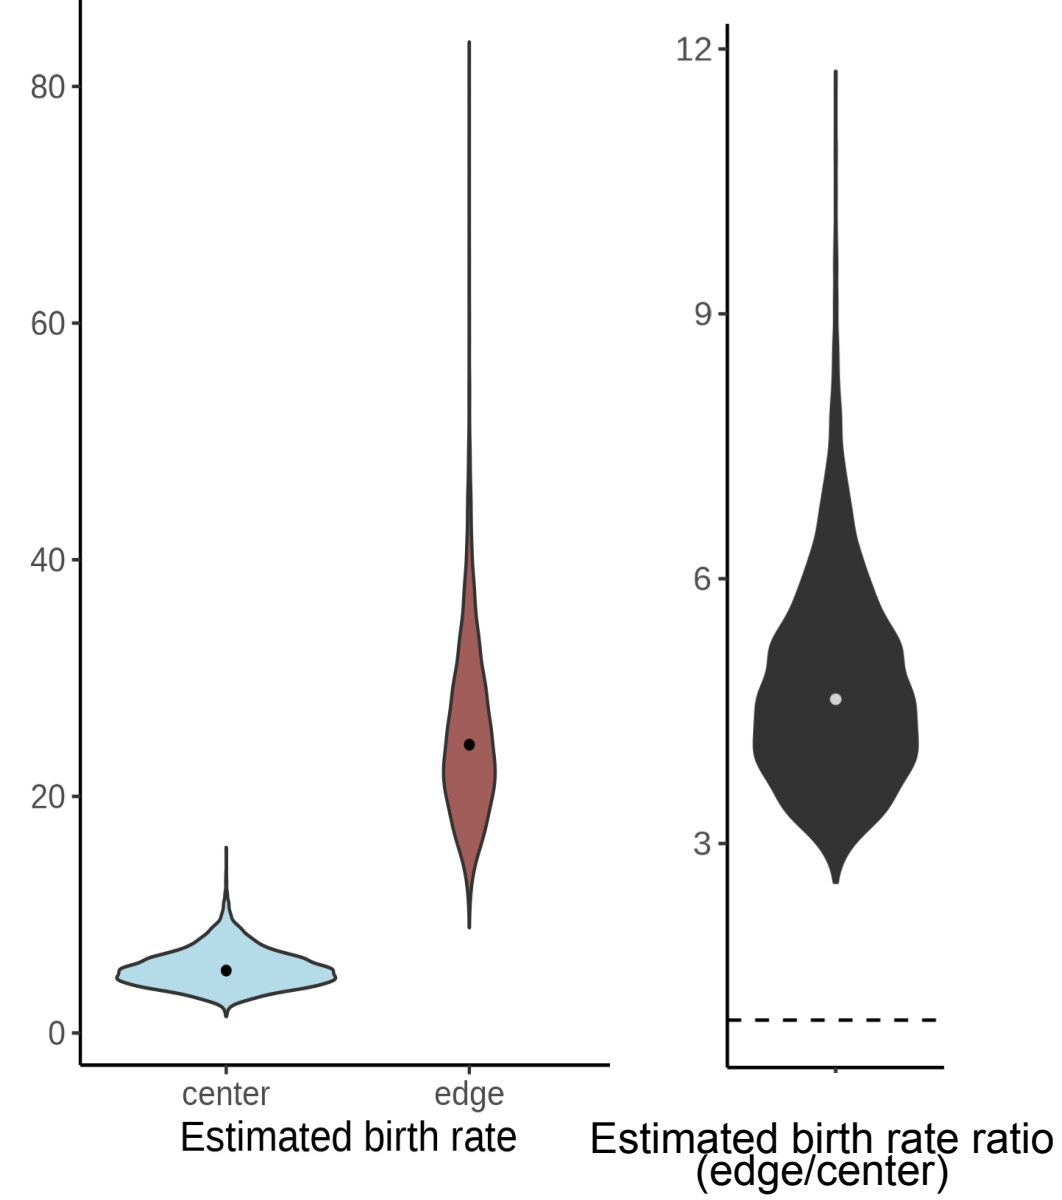 80
60
40
20
0
center edge
Estimated birth rate
12
9
6
3
Estimated birth rate ratio
(edge/center)